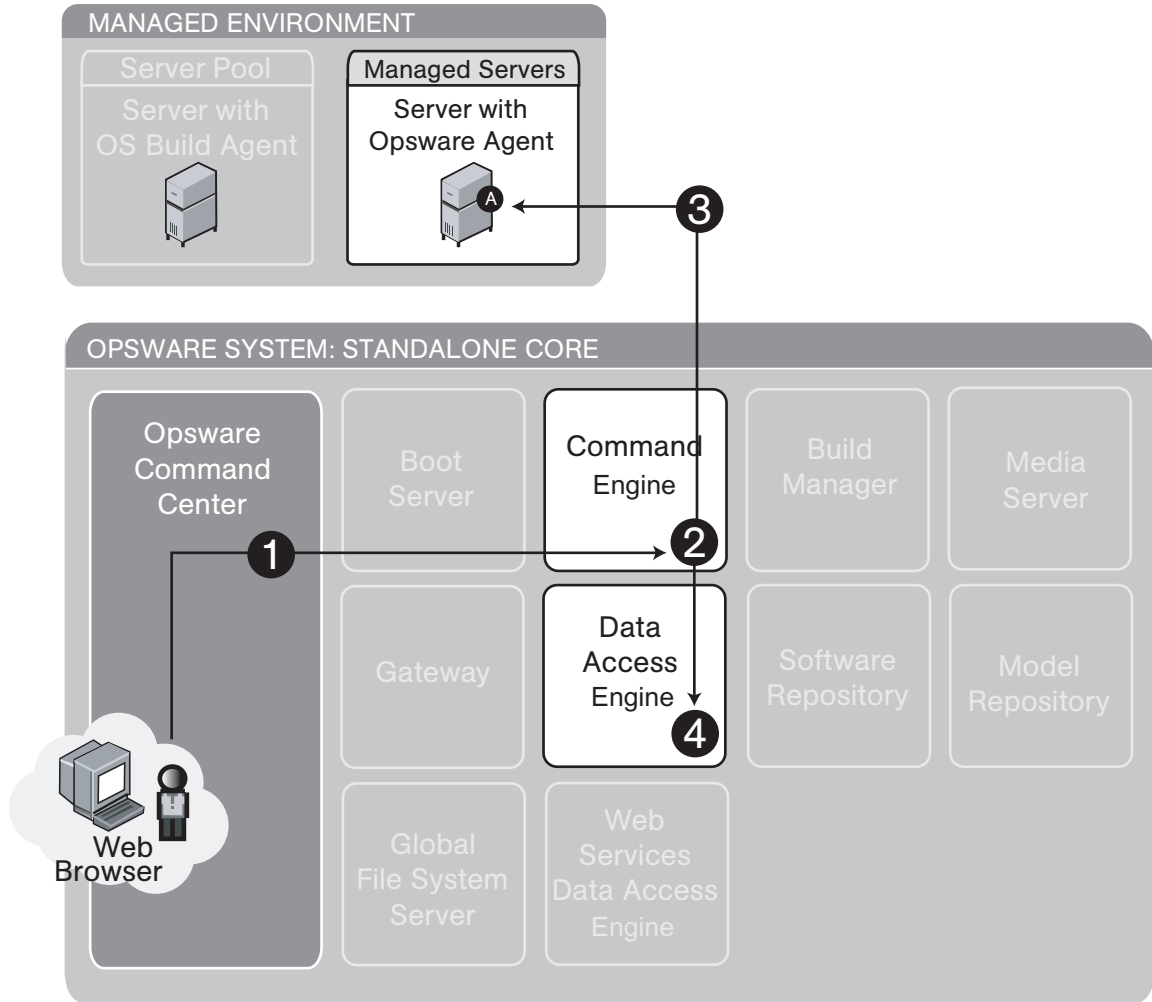 MANAGED ENVIRONMENT
Server Pool
Server with
OS Build Agent
Managed Servers
Server with
Opsware Agent
A
3
OPSWARE SYSTEM: STANDALONE CORE
Opsware
Command
Center
1
Boot
Server
Command
Engine
2
Build
Manager
Media
Server
Gateway
Data
Access
Engine
4
Software
Repository
Model
Repository
Web
Browser
Global
File System
Server
Web
Services
Data Access
Engine